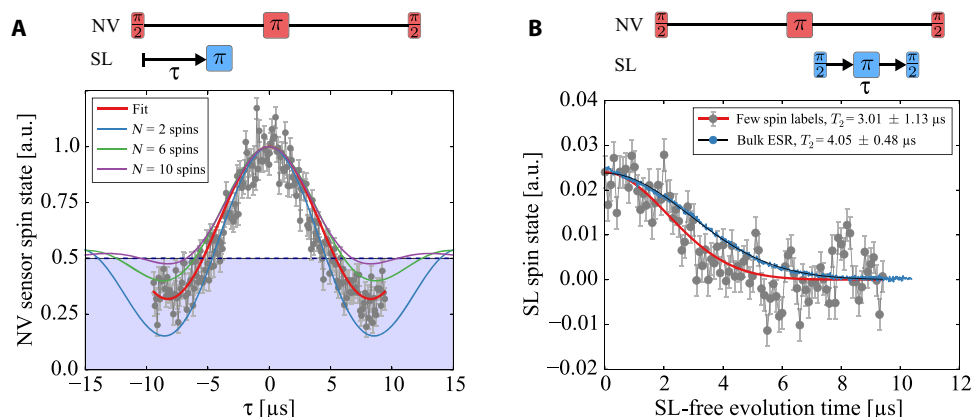 A
NV
π/2
π
π/2
SL
τ
π
NV sensor spin state [a.u.]
1.0
0.75
0.5
0.25
0.0
Fit
N = 2 spins
N = 6 spins
N = 10 spins
−15 −10 −5 0 5 10 15
τ [µs]
B
NV
π/2
π
π/2
SL
π/2
π
π/2
τ
SL spin state [a.u.]
0.04
0.03
0.02
0.01
0.00
−0.01
−0.02
Few spin labels, T₂ = 3.01 ± 1.13 µs
Bulk ESR, T₂ = 4.05 ± 0.48 µs
0 2 4 6 8 10 12
SL-free evolution time [µs]